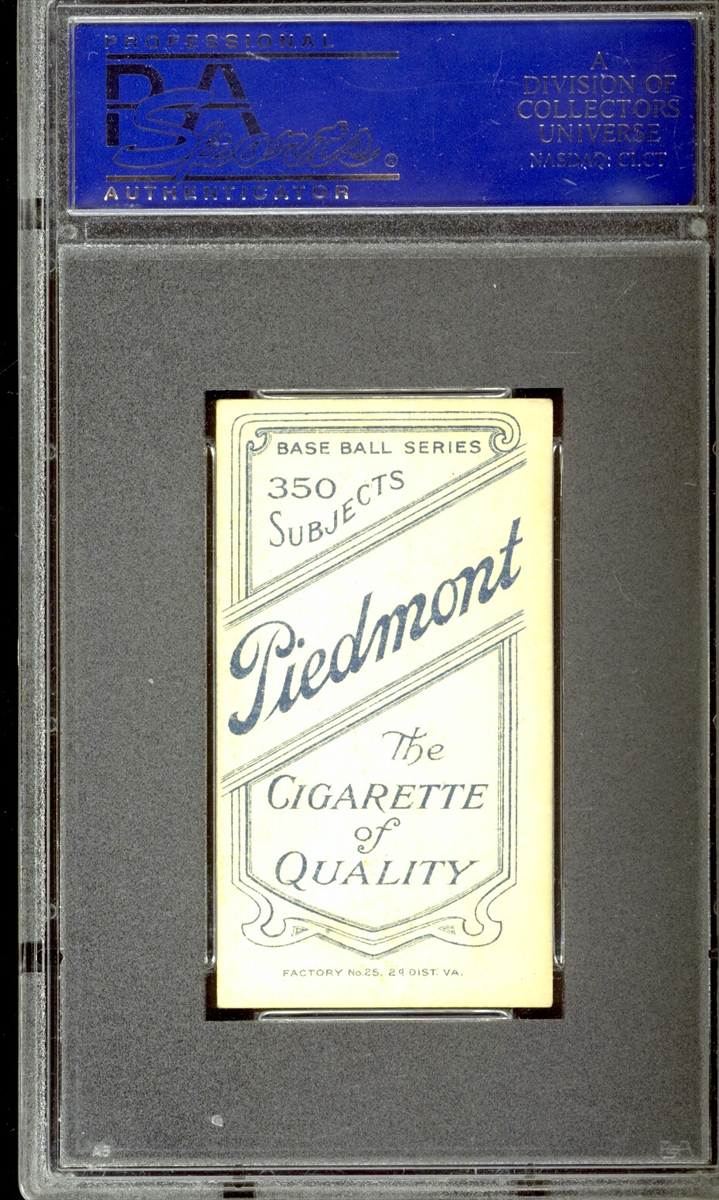 PROFESSIONAL
PSA
Sports®
AUTHENTICATOR
A
DIVISION OF
COLLECTORS
UNIVERSE
NASDAQ: CLCT
BASE BALL SERIES
350
SUBJECTS
Piedmont
The
CIGARETTE
of
QUALITY
FACTORY No. 25, 2d DIST. VA.
PSA